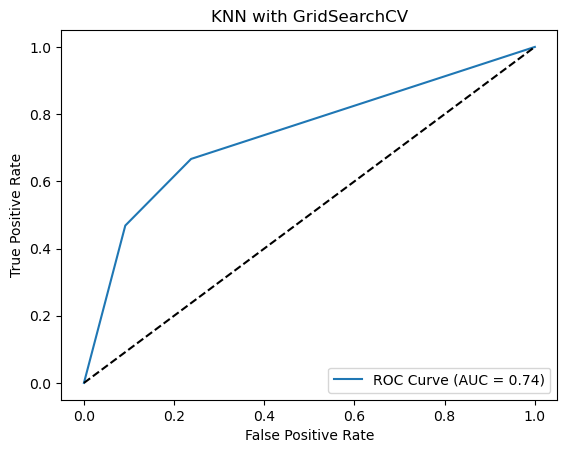 KNN with GridSearchCV
True Positive Rate
1.0
0.8
0.6
0.4
0.2
0.0
ROC Curve (AUC = 0.74)
0.0 0.2 0.4 0.6 0.8 1.0
False Positive Rate